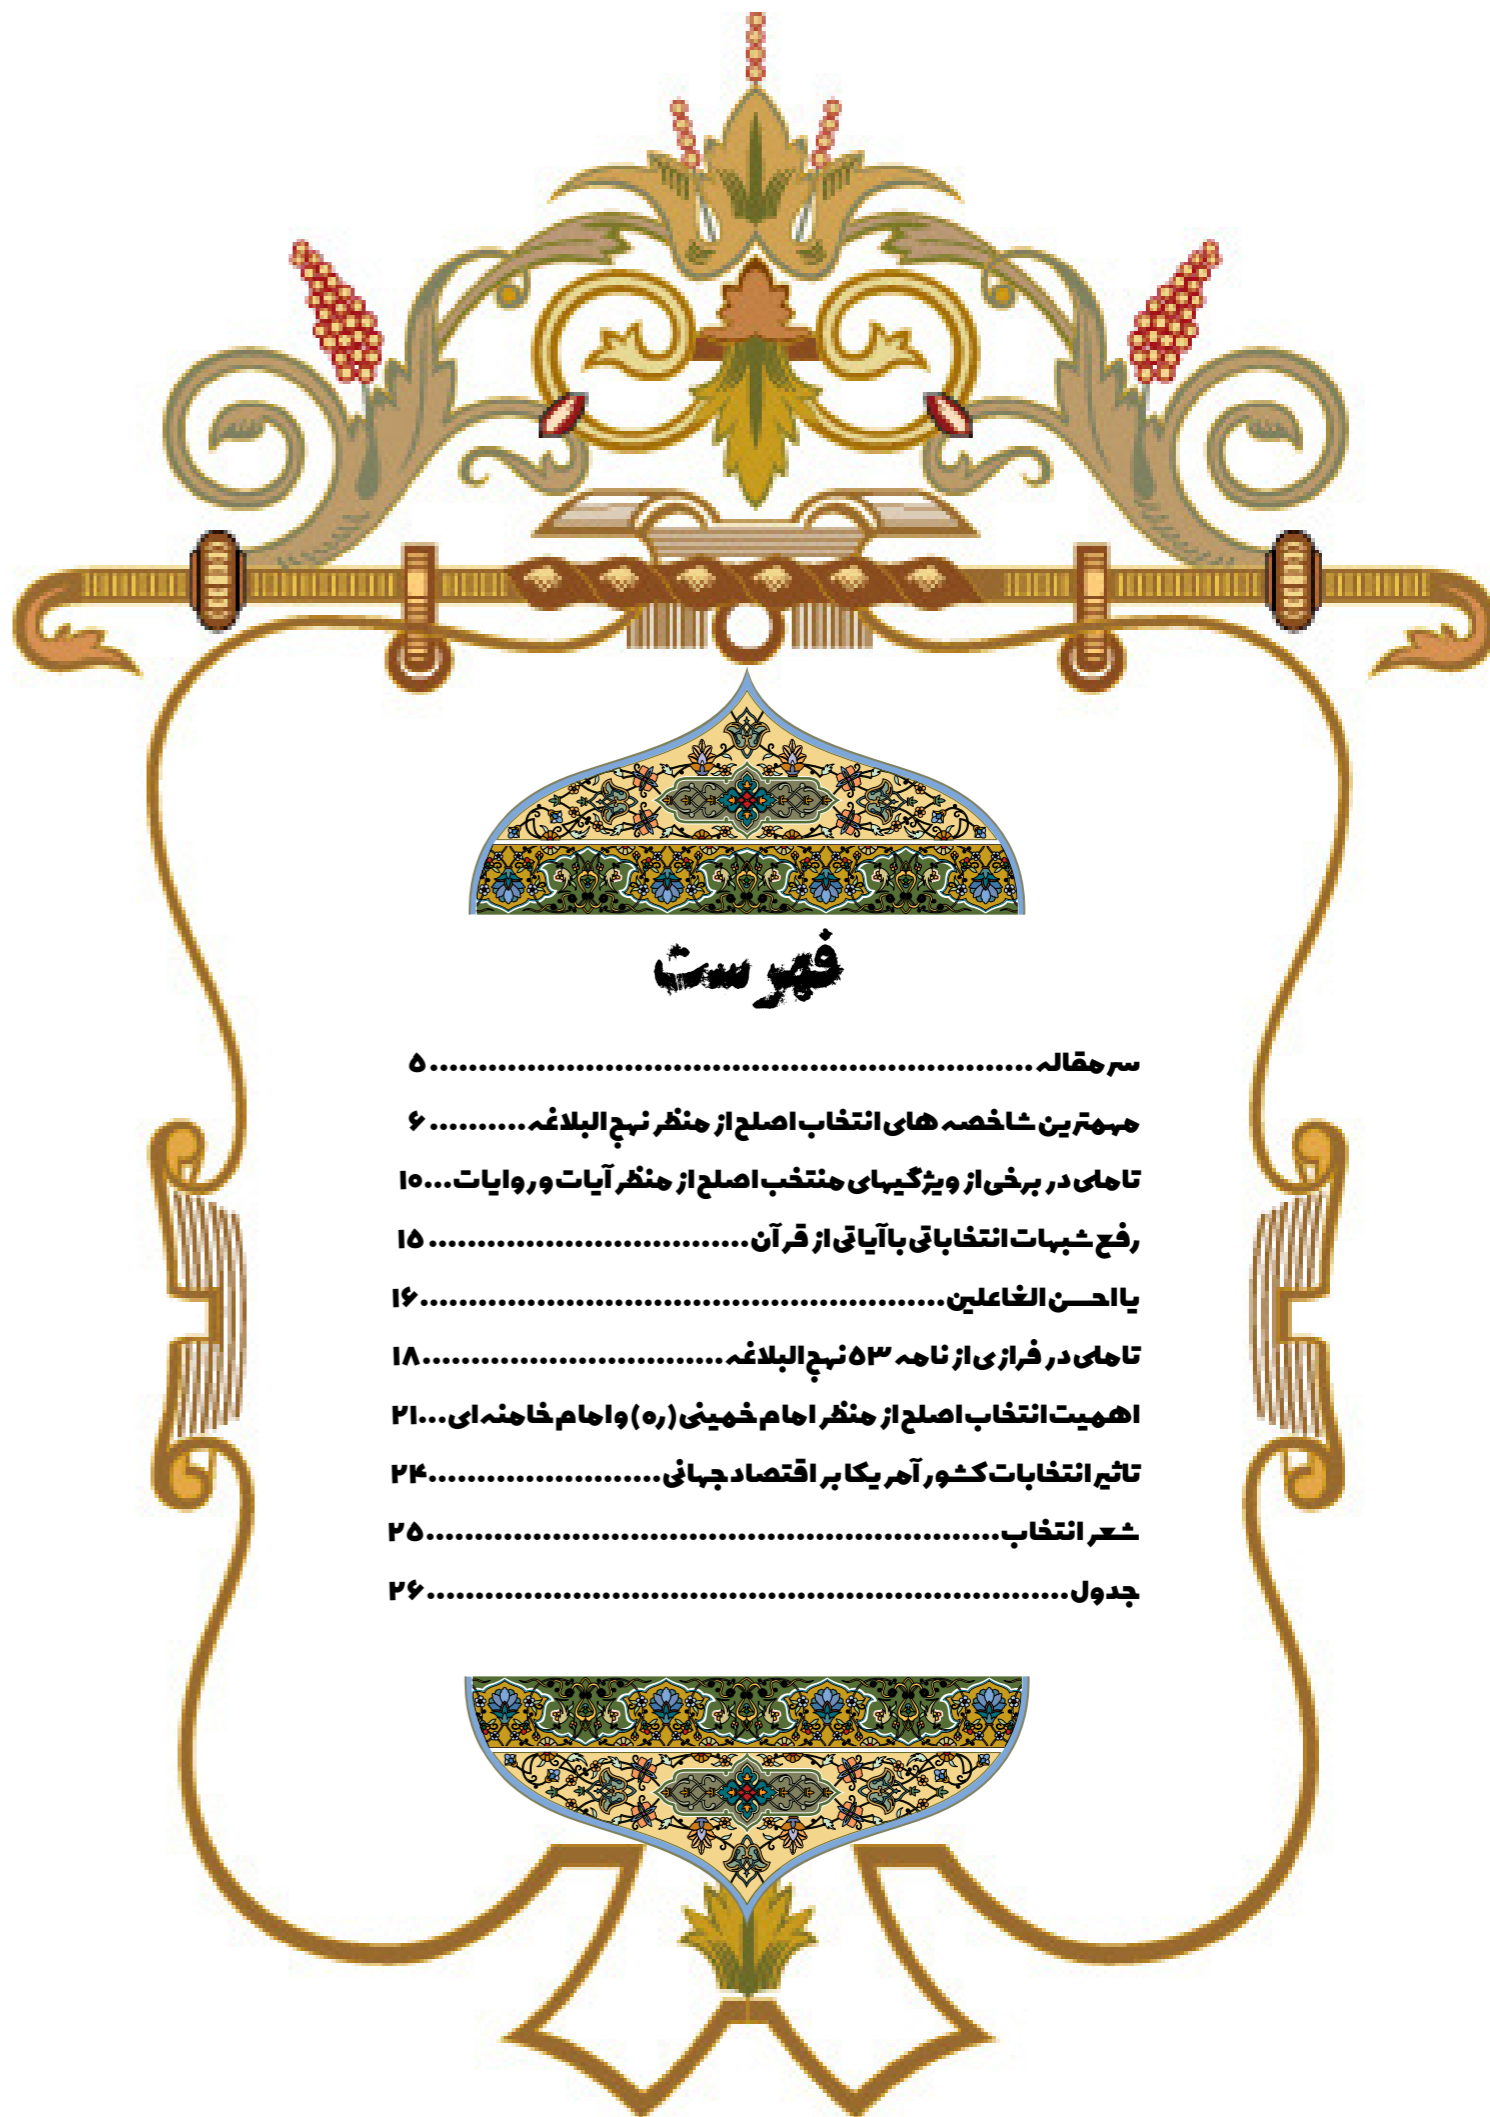 فهرست
سرمقاله............................................................۵
مهمترین شاخصه های انتخاب اصلح از منظر نهج البلاغه..........۶
تاملی در برخی از ویژگیهای منتخب اصلح از منظر آیات و روایات...۱۰
رفع شبهات انتخاباتی با آیاتی از قرآن................................۱۵
یا احسن الفاعلین.....................................................۱۶
تاملی در فرازی از نامه ۵۳ نهج البلاغه..............................۱۸
اهمیت انتخاب اصلح از منظر امام خمینی(ره) و امام خامنه ای...۲۱
تاثیر انتخابات کشور آمریکا بر اقتصاد جهانی.......................۲۴
شعر انتخاب.........................................................۲۵
جدول................................................................۲۶